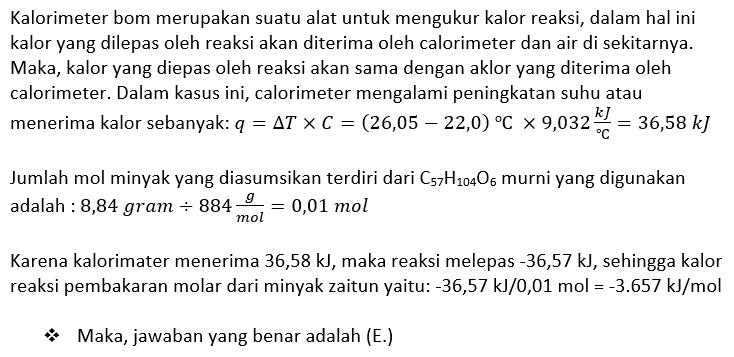 Kalorimeter bom merupakan suatu alat untuk mengukur kalor reaksi, dalam hal ini
kalor yang dilepas oleh reaksi akan diterima oleh calorimeter dan air di sekitarnya.
Maka, kalor yang diepas oleh reaksi akan sama dengan aklor yang diterima oleh
calorimeter. Dalam kasus ini, calorimeter mengalami peningkatan suhu atau
menerima kalor sebanyak: q = ΔT × C = (26,05 − 22,0) °C × 9,032 kJ/°C = 36,58 kJ
Jumlah mol minyak yang diasumsikan terdiri dari C₅₇H₁₀₄O₆ murni yang digunakan
adalah : 8,84 gram ÷ 884 g/mol = 0,01 mol
Karena kalorimater menerima 36,58 kJ, maka reaksi melepas -36,57 kJ, sehingga kalor
reaksi pembakaran molar dari minyak zaitun yaitu: -36,57 kJ/0,01 mol = -3.657 kJ/mol
❖ Maka, jawaban yang benar adalah (E.)